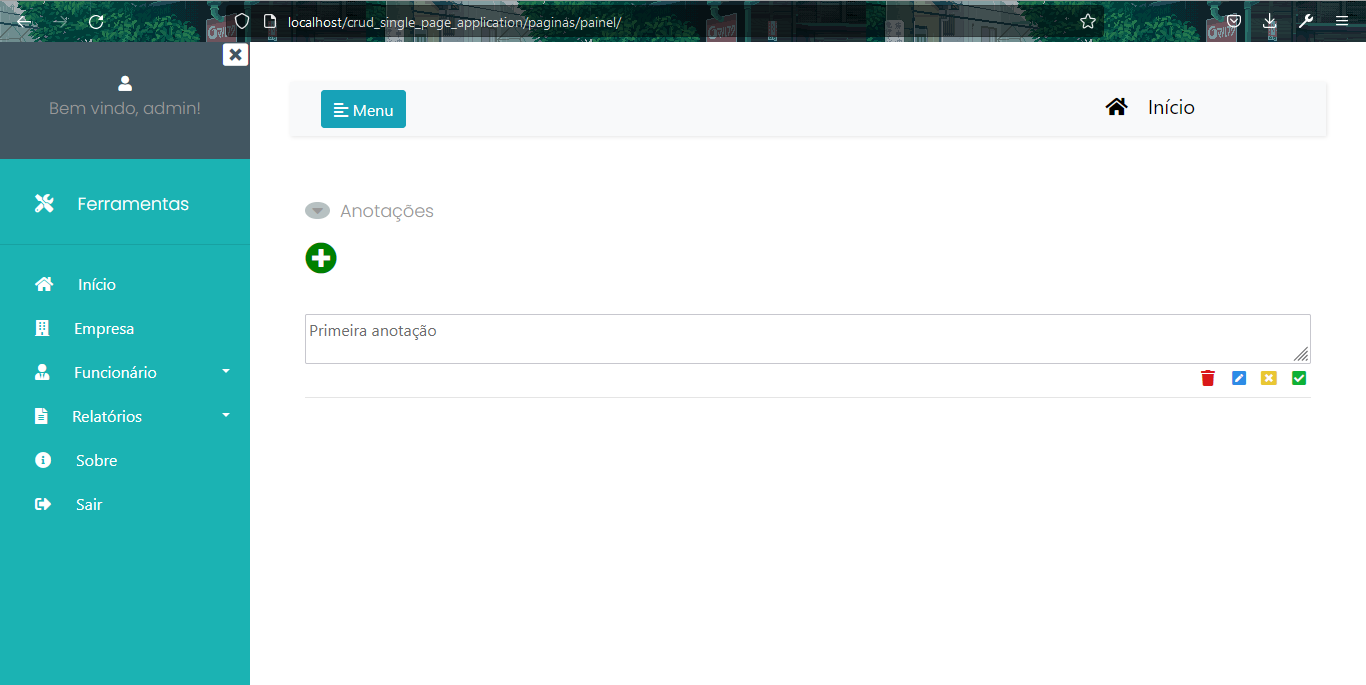 localhost/crud_single_page_application/paginas/painel/
Bem vindo, admin!
Menu
Início
Ferramentas
Anotações
Início
Empresa
Primeira anotação
Funcionário
Relatórios
Sobre
Sair